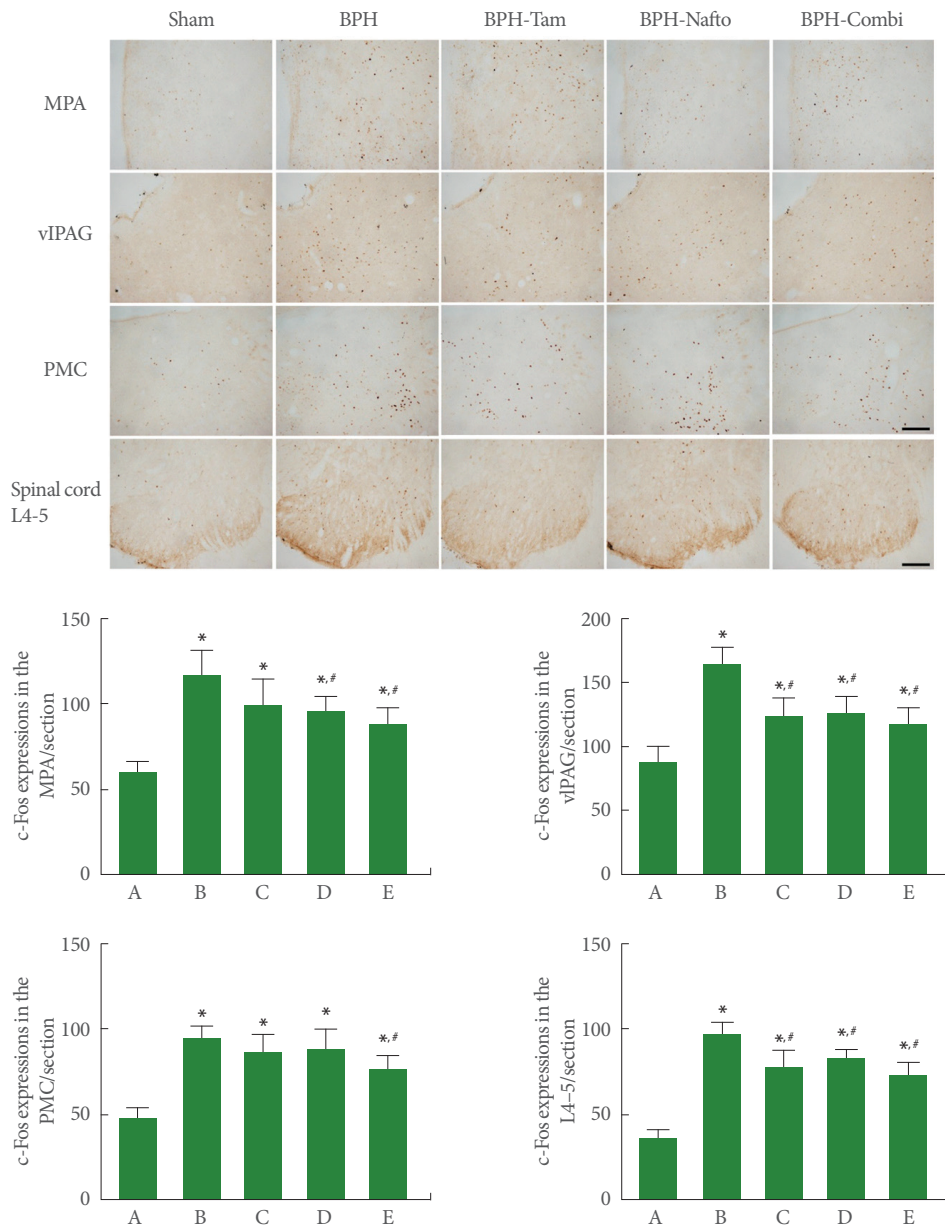 Sham BPH BPH-Tam BPH-Nafto BPH-Combi
MPA
vlPAG
PMC
Spinal cord
L4-5
c-Fos expressions in the
MPA/section
150
100
50
0
* * *,# *,#
A B C D E
c-Fos expressions in the
vlPAG/section
200
150
100
50
0
* *,# *,# *,#
A B C D E
c-Fos expressions in the
PMC/section
150
100
50
0
* * * *,#
A B C D E
c-Fos expressions in the
L4–5/section
150
100
50
0
* *,# *,# *,#
A B C D E